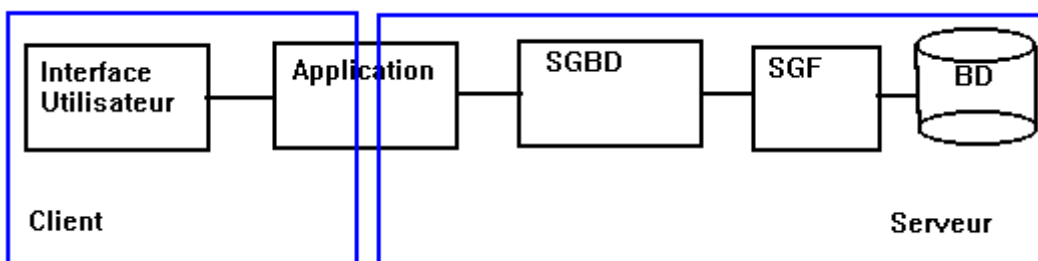 Interface
Utilisateur
Application
SGBD
SGF
BD
Client
Serveur